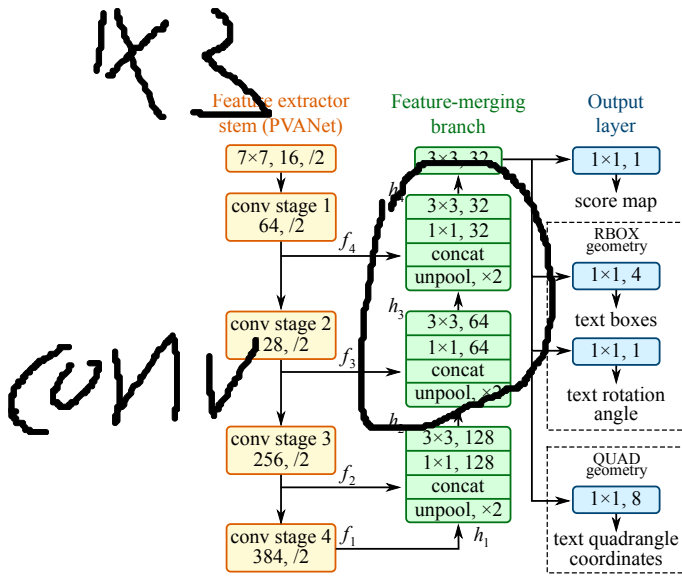 1X3
Feature extractor
stem (PVANet)
7×7, 16, /2
conv stage 1
64, /2
f4
conv stage 2
128, /2
f3
conv stage 3
256, /2
f2
conv stage 4
384, /2
f1
conv
Feature-merging
branch
3×3, 32
h4
3×3, 32
1×1, 32
concat
unpool, ×2
h3
3×3, 64
1×1, 64
concat
unpool, ×2
h2
3×3, 128
1×1, 128
concat
unpool, ×2
h1
Output
layer
1×1, 1
score map
RBOX
geometry
1×1, 4
text boxes
1×1, 1
text rotation
angle
QUAD
geometry
1×1, 8
text quadrangle
coordinates